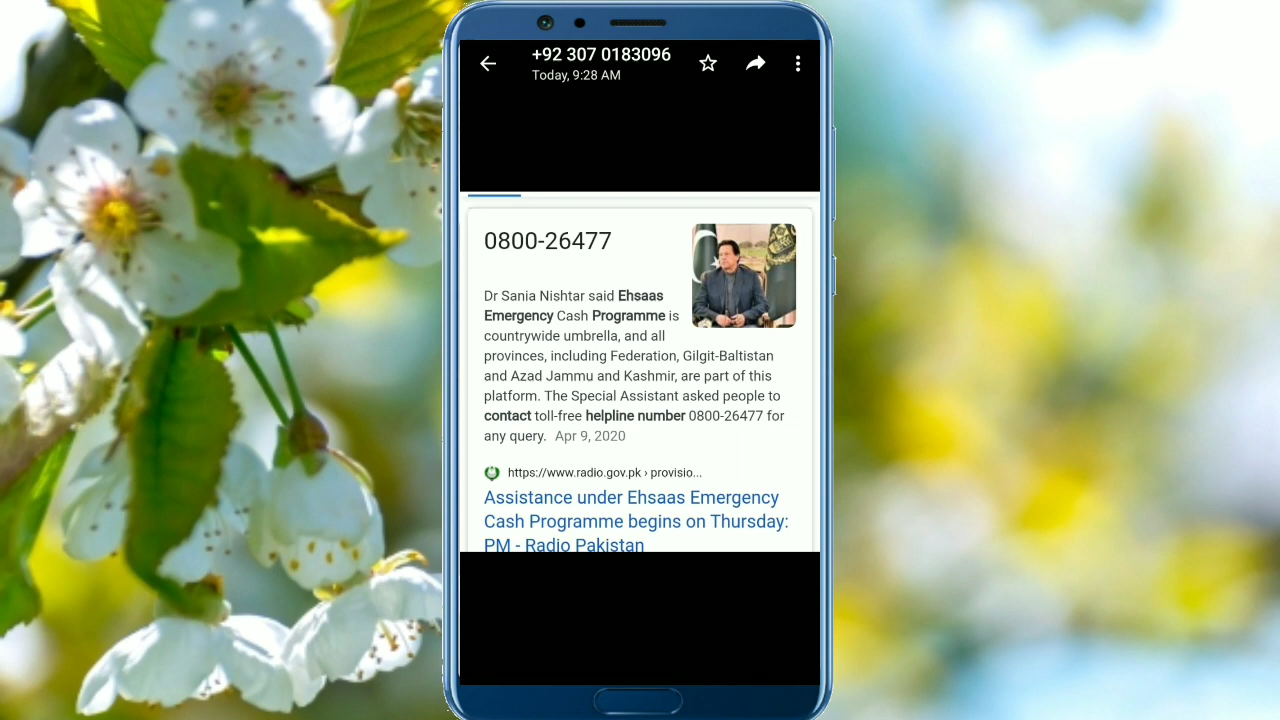 +92 307 0183096
Today, 9:28 AM
0800-26477
Dr Sania Nishtar said Ehsaas
Emergency Cash Programme is
countrywide umbrella, and all
provinces, including Federation, Gilgit-Baltistan
and Azad Jammu and Kashmir, are part of this
platform. The Special Assistant asked people to
contact toll-free helpline number 0800-26477 for
any query. Apr 9, 2020
https://www.radio.gov.pk › provisio...
Assistance under Ehsaas Emergency
Cash Programme begins on Thursday:
PM - Radio Pakistan